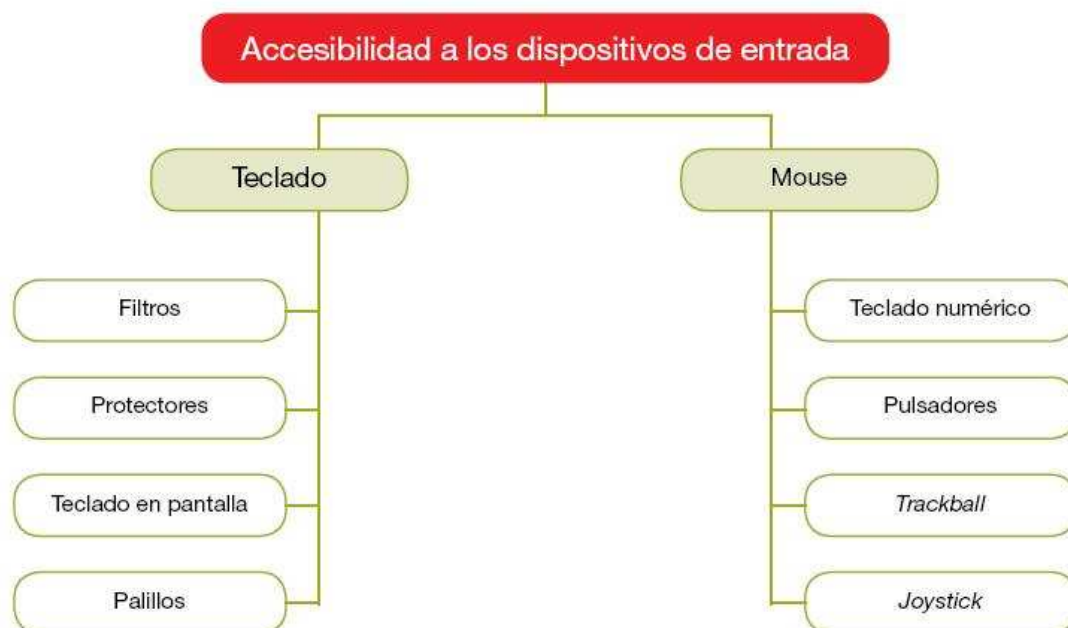 Accesibilidad a los dispositivos de entrada
Teclado
Filtros
Protectores
Teclado en pantalla
Palillos
Mouse
Teclado numérico
Pulsadores
Trackball
Joystick